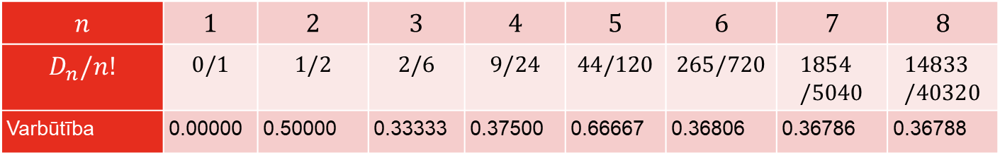 n 1 2 3 4 5 6 7 8
Dₙ/n! 0/1 1/2 2/6 9/24 44/120 265/720 1854 14833
/5040 /40320
Varbūtība 0.00000 0.50000 0.33333 0.37500 0.66667 0.36806 0.36786 0.36788